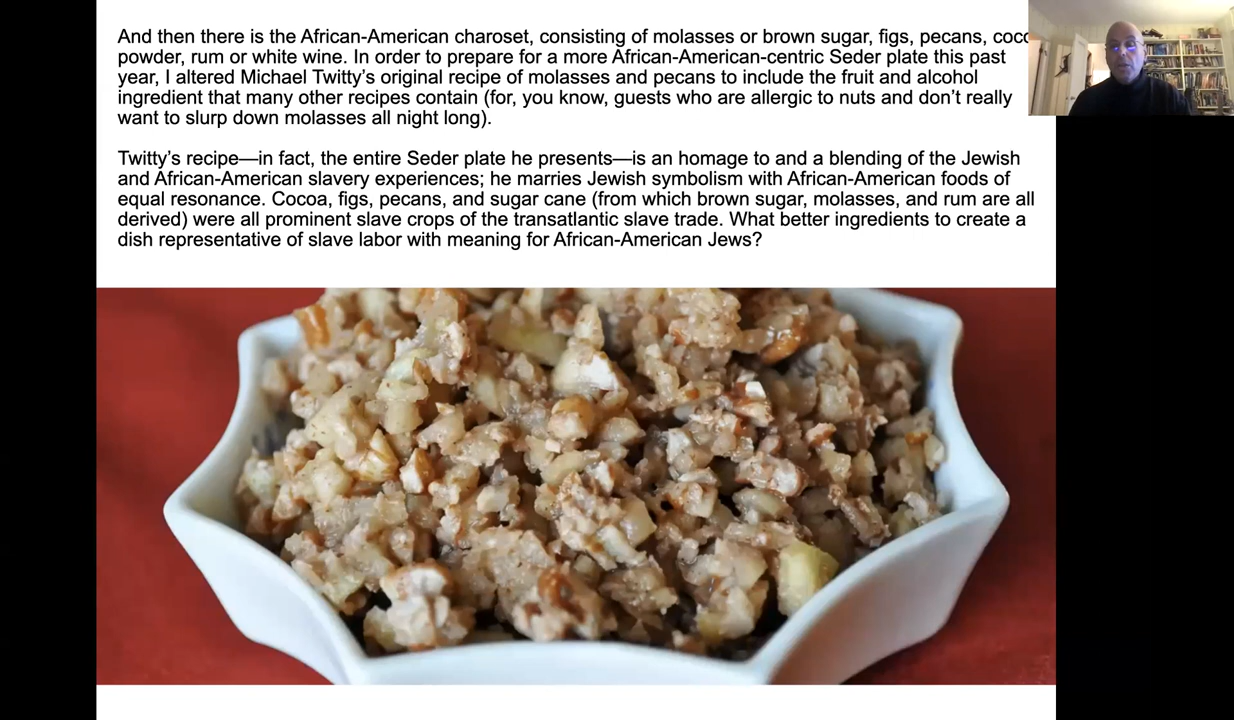 And then there is the African-American charoset, consisting of molasses or brown sugar, figs, pecans,
powder, rum or white wine. In order to prepare for a more African-American-centric Seder plate this past
year, I altered Michael Twitty’s original recipe of molasses and pecans to include the fruit and alcohol
ingredient that many other recipes contain (for, you know, guests who are allergic to nuts and don’t really
want to slurp down molasses all night long).
Twitty’s recipe—in fact, the entire Seder plate he presents—is an homage to and a blending of the Jewish
and African-American slavery experiences; he marries Jewish symbolism with African-American foods of
equal resonance. Cocoa, figs, pecans, and sugar cane (from which brown sugar, molasses, and rum are all
derived) were all prominent slave crops of the transatlantic slave trade. What better ingredients to create a
dish representative of slave labor with meaning for African-American Jews?